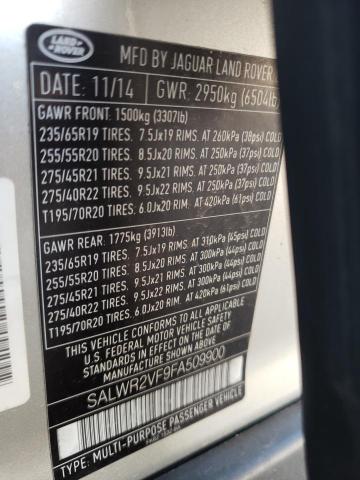 LAND
ROVER
MFD BY JAGUAR LAND ROVER
DATE: 11/14 GWR: 2950kg (6504lb)
GAWR FRONT: 1500kg (3307lb)
235/65R19 TIRES. 7.5Jx19 RIMS. AT 260kPa (38psi) COLD
255/55R20 TIRES. 8.5Jx20 RIMS. AT 250kPa (37psi) COLD
275/45R21 TIRES. 9.5Jx21 RIMS. AT 250kPa (37psi) COLD
275/40R22 TIRES. 9.5Jx22 RIMS. AT 250kPa (37psi) COLD
T195/70R20 TIRES. 6.0Jx20 RIM. AT 420kPa (61psi) COLD
GAWR REAR: 1775kg (3913lb)
235/65R19 TIRES. 7.5Jx19 RIMS. AT 310kPa (45psi) COLD
255/55R20 TIRES. 8.5Jx20 RIMS. AT 300kPa (44psi) COLD
275/45R21 TIRES. 9.5Jx21 RIMS. AT 300kPa (44psi) COLD
275/40R22 TIRES. 9.5Jx22 RIMS. AT 300kPa (44psi) COLD
T195/70R20 TIRES. 6.0Jx20 RIM. AT 420kPa (61psi) COLD
THIS VEHICLE CONFORMS TO ALL APPLICABLE
U.S. FEDERAL MOTOR VEHICLE SAFETY
STANDARDS IN EFFECT ON THE DATE OF
MANUFACTURE SHOWN ABOVE
SALWR2VF9FA509900
TYPE: MULTI-PURPOSE PASSENGER VEHICLE